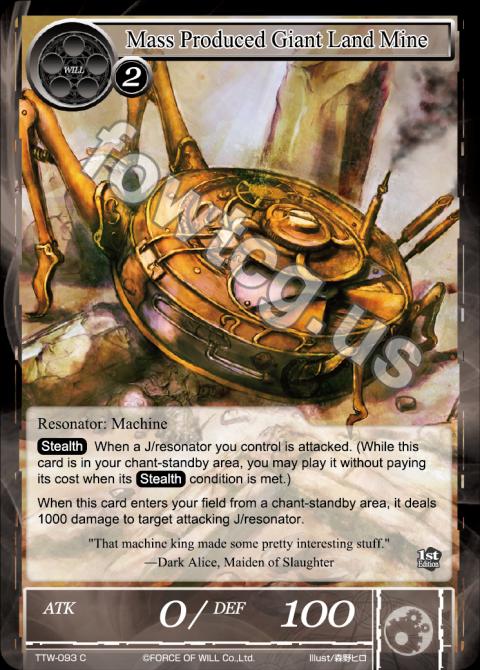 Mass Produced Giant Land Mine
WILL
2
fowtcg.us
Resonator: Machine
Stealth When a J/resonator you control is attacked. (While this
card is in your chant-standby area, you may play it without paying
its cost when its Stealth condition is met.)
When this card enters your field from a chant-standby area, it deals
1000 damage to target attacking J/resonator.
"That machine king made some pretty interesting stuff."
—Dark Alice, Maiden of Slaughter
1st
Edition
ATK 0 / DEF 100
TTW-093 C ©FORCE OF WILL Co.,Ltd. Illust/森野ヒロ